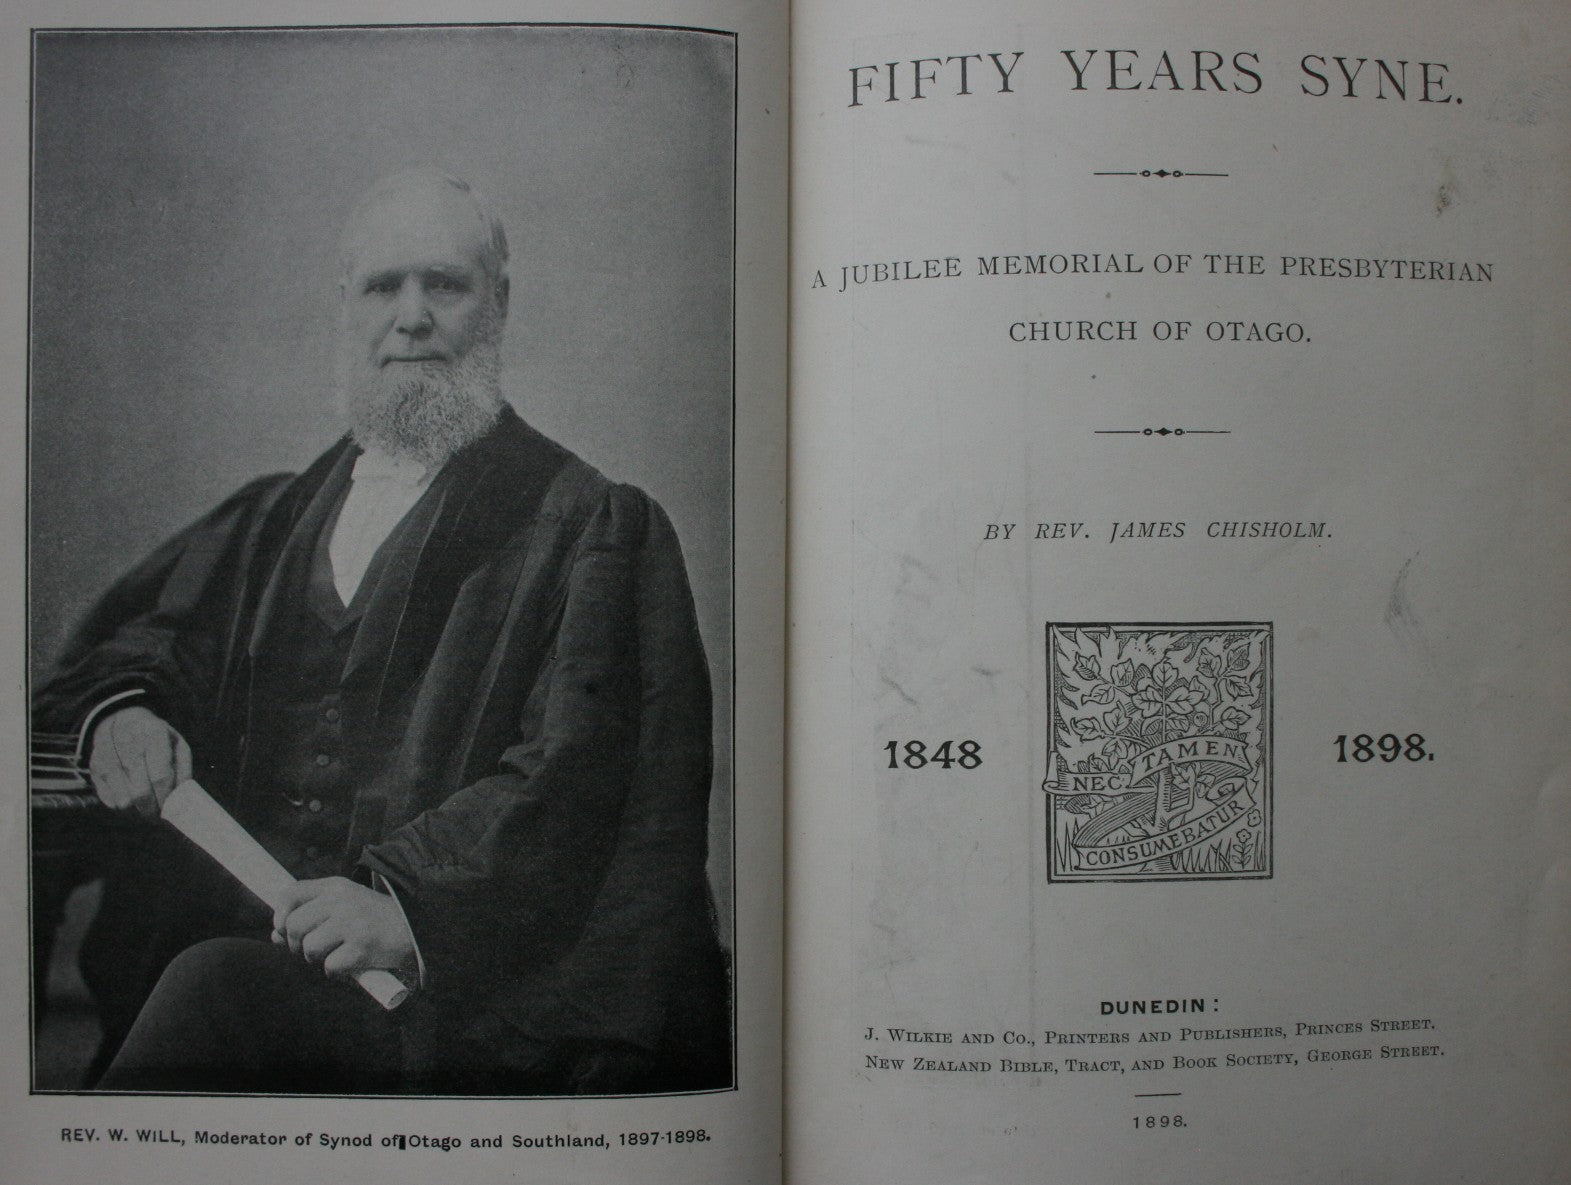 REV. W. WILL, Moderator of Synod of Otago and Southland, 1897-1898.
FIFTY YEARS SYNE.
A JUBILEE MEMORIAL OF THE PRESBYTERIAN
CHURCH OF OTAGO.
BY REV. JAMES CHISHOLM.
1848
NEC TAMEN
CONSUMEBATUR
1898.
DUNEDIN:
J. WILKIE AND CO., PRINTERS AND PUBLISHERS, PRINCES STREET.
NEW ZEALAND BIBLE, TRACT, AND BOOK SOCIETY, GEORGE STREET.
1898.